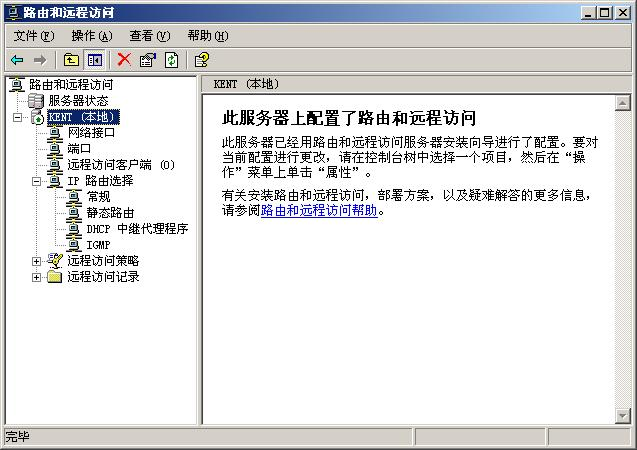 路由和远程访问
文件(F) 操作(A) 查看(V) 帮助(H)
路由和远程访问
服务器状态
KENT (本地)
网络接口
端口
远程访问客户端 (0)
IP 路由选择
常规
静态路由
DHCP 中继代理程序
IGMP
远程访问策略
远程访问记录
KENT (本地)
此服务器上配置了路由和远程访问
此服务器已经用路由和远程访问服务器安装向导进行了配置。要对
当前配置进行更改，请在控制台树中选择一个项目，然后在“操
作”菜单上单击“属性”。
有关安装路由和远程访问，部署方案，以及疑难解答的更多信息，
请参阅路由和远程访问帮助。
完毕